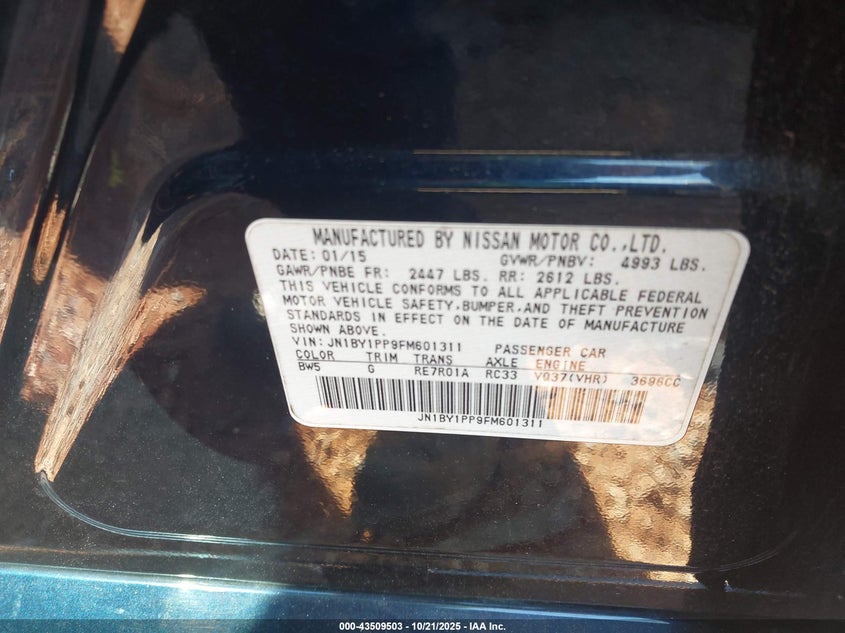 MANUFACTURED BY NISSAN MOTOR CO.,LTD.
DATE: 01/15 GVWR/PNBV: 4993 LBS.
GAWR/PNBE FR: 2447 LBS. RR: 2612 LBS.
THIS VEHICLE CONFORMS TO ALL APPLICABLE FEDERAL
MOTOR VEHICLE SAFETY, BUMPER, AND THEFT PREVENTION
STANDARDS IN EFFECT ON THE DATE OF MANUFACTURE
SHOWN ABOVE.
VIN: JN1BY1PP9FM601311 PASSENGER CAR
COLOR TRIM TRANS AXLE ENGINE
BW5 G RE7R01A RC33 VQ37(VHR) 3696CC
JN1BY1PP9FM601311
000-43509503 - 10/21/2025 - IAA Inc.